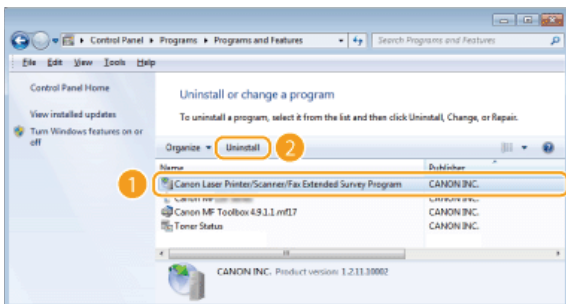 Control Panel ▸ Programs ▸ Programs and Features
Search Programs and Features
File Edit View Tools Help
Control Panel Home
View installed updates
Turn Windows features on or
off
Uninstall or change a program
To uninstall a program, select it from the list and then click Uninstall, Change, or Repair.
Organize Uninstall 2
Name Publisher
1 Canon Laser Printer/Scanner/Fax Extended Survey Program CANON INC.
Canon MF CANON INC.
Canon MF Toolbox 4.9.1.1.mf17 CANON INC.
Toner Status CANON INC.
CANON INC. Product version: 1.2.11.10002